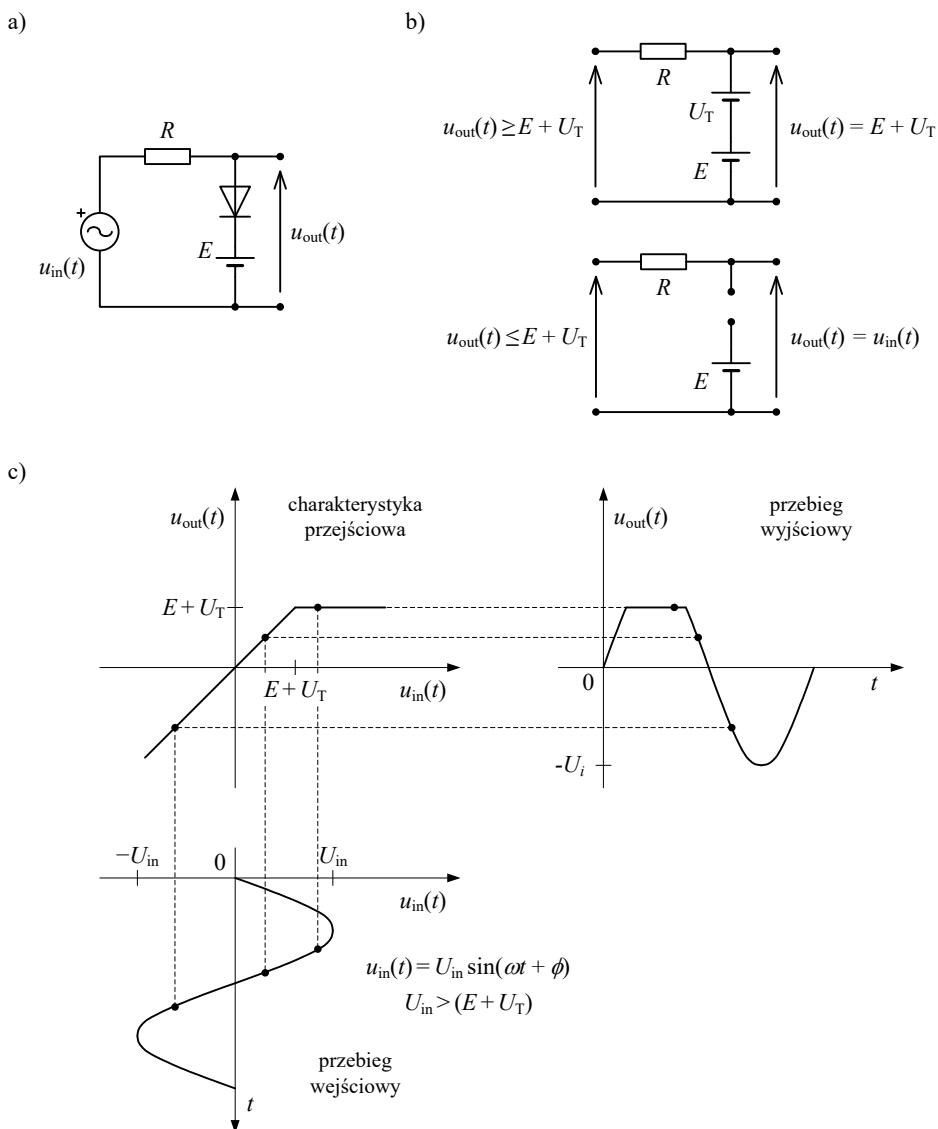 a)
R
+
E
u_in(t)
u_out(t)
b)
R
U_T
u_out(t) ≥ E + U_T
u_out(t) = E + U_T
E
R
u_out(t) ≤ E + U_T
u_out(t) = u_in(t)
E
c)
u_out(t)
charakterystyka
przejściowa
E + U_T
E + U_T
u_in(t)
u_out(t)
przebieg
wyjściowy
0
t
-U_i
−U_in
0
U_in
u_in(t)
u_in(t) = U_in sin(ωt + ϕ)
U_in > (E + U_T)
przebieg
wejściowy
t